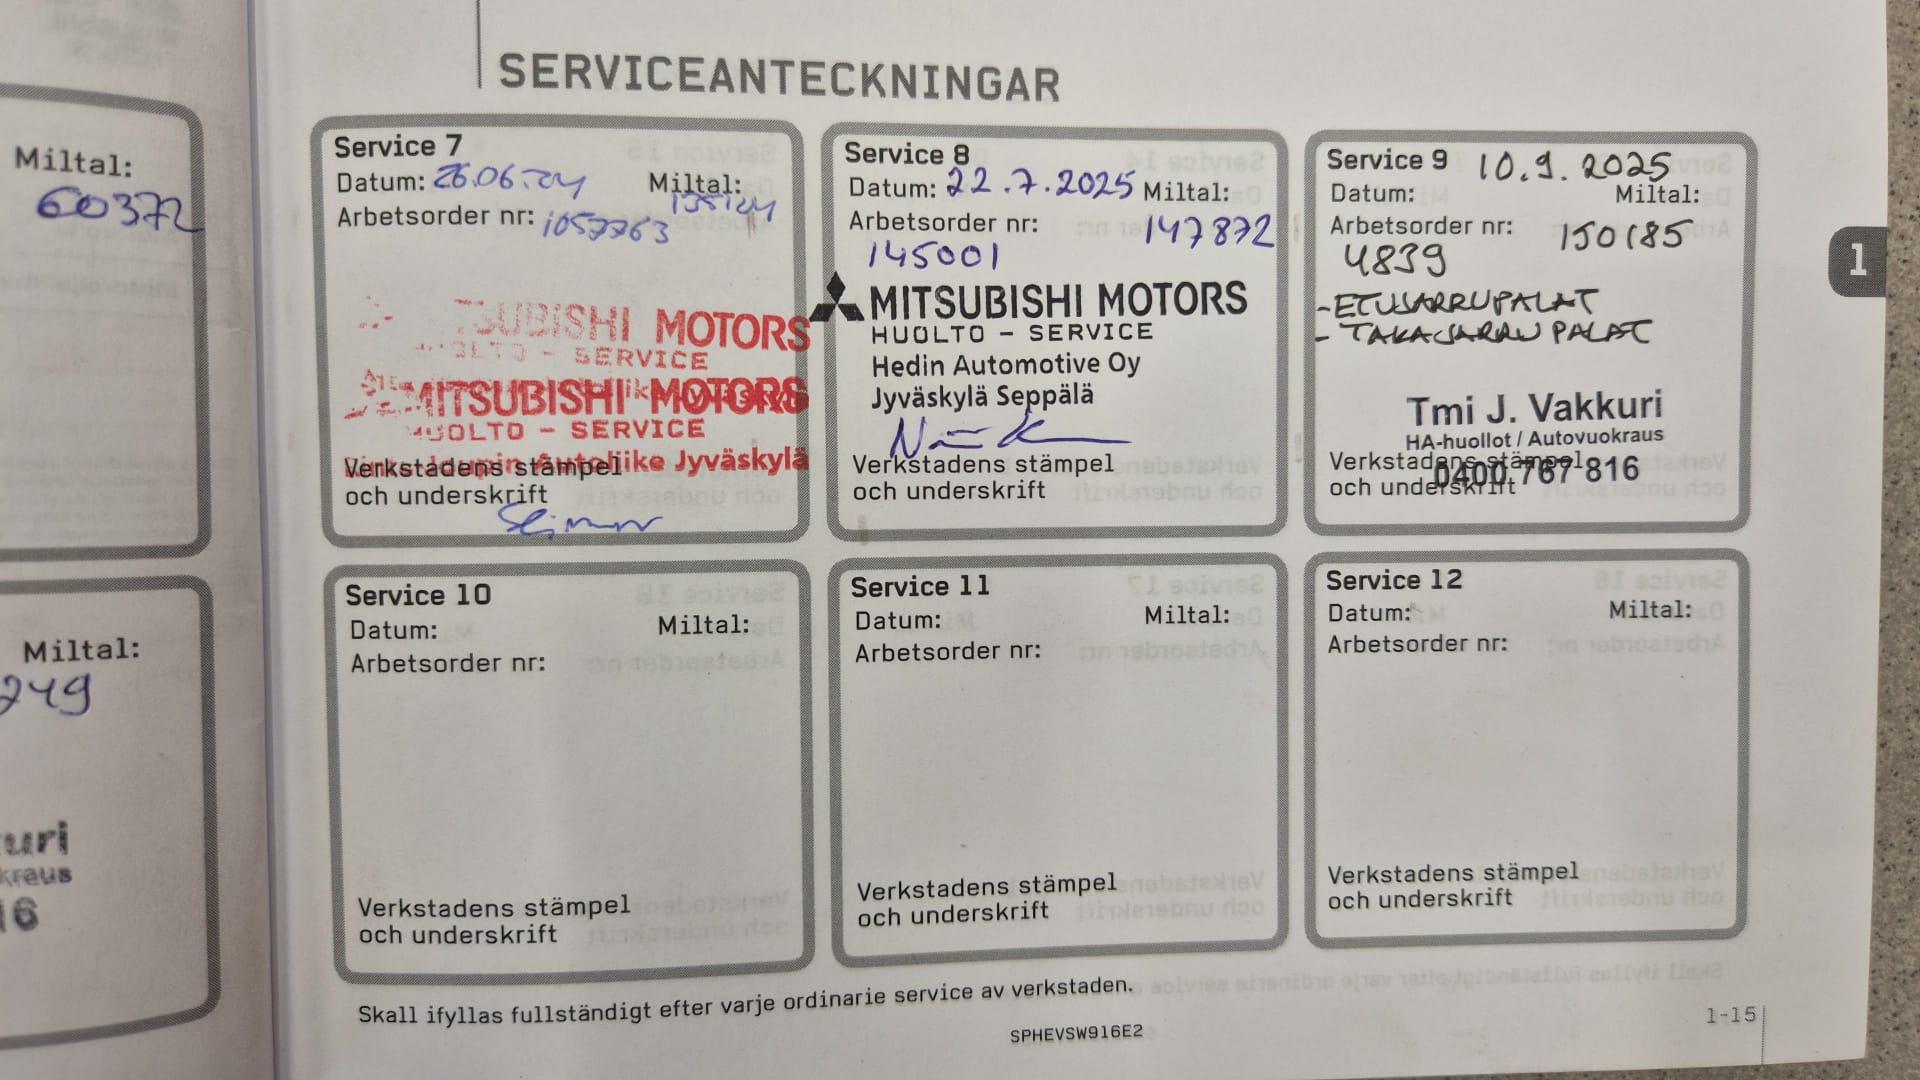 SERVICEANTECKNINGAR
Miltal:
60372
Miltal:
249
uri
kraus
16
Service 7
Datum: 26.06.24 Miltal:
Arbetsorder nr: 1057763
TSUBISHI MOTORS
SERVICE
MITSUBISHI MOTORS
HUOLTO - SERVICE
Autoliike Jyväskylä
Verkstadens stämpel
och underskrift
Service 8
Datum: 22.7.2025 Miltal:
Arbetsorder nr: 147872
145001
MITSUBISHI MOTORS
HUOLTO - SERVICE
Hedin Automotive Oy
Jyväskylä Seppälä
Verkstadens stämpel
och underskrift
Service 9 10.9.2025
Datum: Miltal:
Arbetsorder nr: 150185
4839
- ETUJARRUPALAT
- TAKAJARRUPALAT
Tmi J. Vakkuri
HA-huollot / Autovuokraus
0400 767 816
Verkstadens stämpel
och underskrift
Service 10
Datum: Miltal:
Arbetsorder nr:
Verkstadens stämpel
och underskrift
Service 11
Datum: Miltal:
Arbetsorder nr:
Verkstadens stämpel
och underskrift
Service 12
Datum: Miltal:
Arbetsorder nr:
Verkstadens stämpel
och underskrift
1
Skall ifyllas fullständigt efter varje ordinarie service av verkstaden.
SPHEVSW916E2
1-15